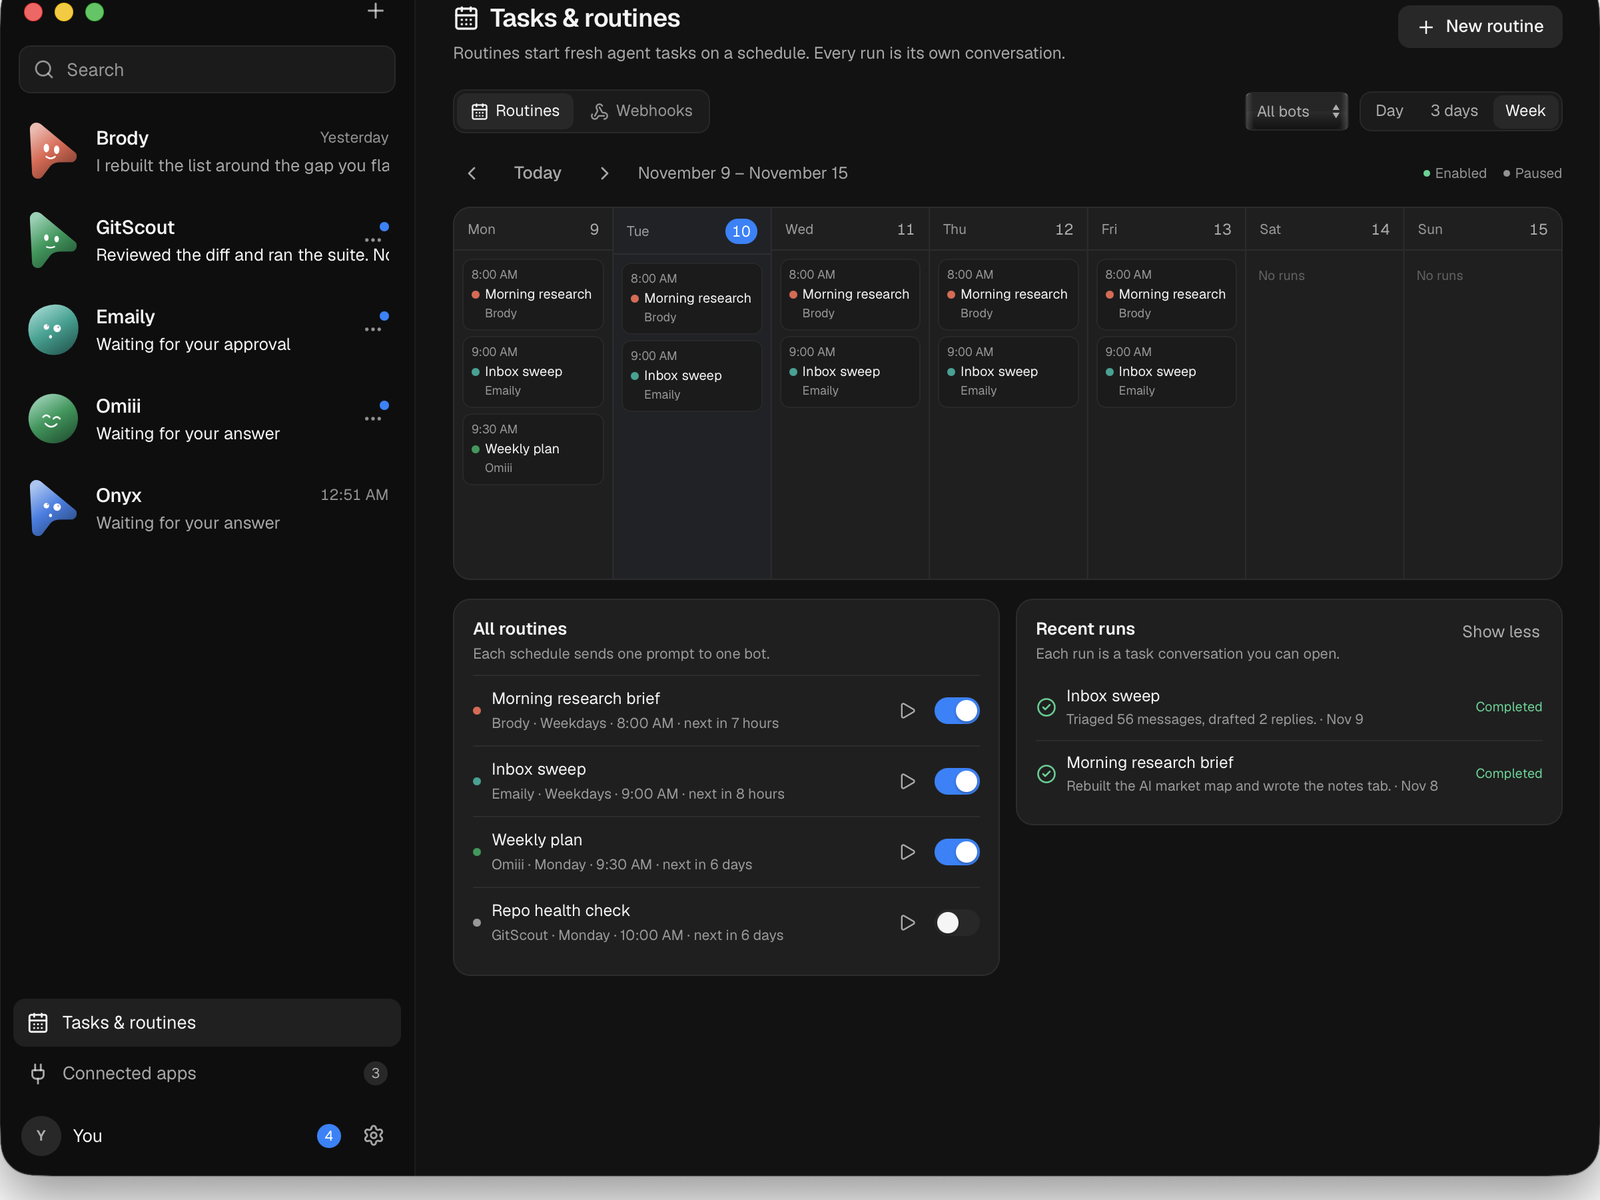 Search
Brody
Yesterday
I rebuilt the list around the gap you fla
GitScout
Reviewed the diff and ran the suite. No
Emaily
Waiting for your approval
Omiii
Waiting for your answer
Onyx
12:51 AM
Waiting for your answer
Tasks & routines
Connected apps
3
Y
You
4
Tasks & routines
Routines start fresh agent tasks on a schedule. Every run is its own conversation.
New routine
Routines
Webhooks
All bots
Day
3 days
Week
Today
November 9 – November 15
Enabled
Paused
Mon 9
8:00 AM
Morning research
Brody
9:00 AM
Inbox sweep
Emaily
9:30 AM
Weekly plan
Omiii
Tue 10
8:00 AM
Morning research
Brody
9:00 AM
Inbox sweep
Emaily
Wed 11
8:00 AM
Morning research
Brody
9:00 AM
Inbox sweep
Emaily
Thu 12
8:00 AM
Morning research
Brody
9:00 AM
Inbox sweep
Emaily
Fri 13
8:00 AM
Morning research
Brody
9:00 AM
Inbox sweep
Emaily
Sat 14
No runs
Sun 15
No runs
All routines
Each schedule sends one prompt to one bot.
Morning research brief
Brody · Weekdays · 8:00 AM · next in 7 hours
Inbox sweep
Emaily · Weekdays · 9:00 AM · next in 8 hours
Weekly plan
Omiii · Monday · 9:30 AM · next in 6 days
Repo health check
GitScout · Monday · 10:00 AM · next in 6 days
Recent runs
Show less
Each run is a task conversation you can open.
Inbox sweep
Triaged 56 messages, drafted 2 replies. · Nov 9
Completed
Morning research brief
Rebuilt the AI market map and wrote the notes tab. · Nov 8
Completed